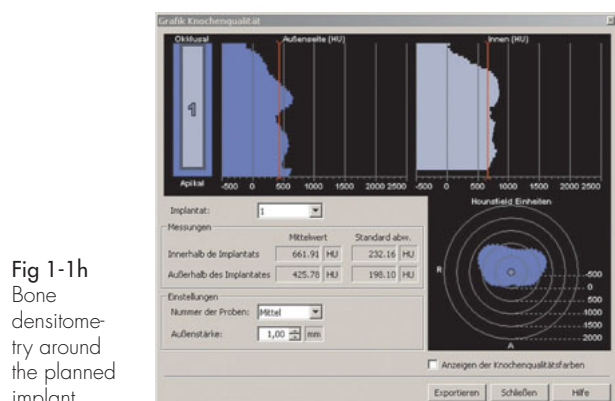 Grafik Knochenqualität
Okklusal
Außenseite (HU)
Innen (HU)
1
Apikal
-500 0 500 1000 1500 2000 2500
-500 0 500 1000 1500 2000 2500
Implantat: 1
Hounsfield Einheiten
Messungen
Mittelwert Standard abw.
Innerhalb de Implantats 661.91 HU 232.16 HU
Außerhalb des Implantates 425.78 HU 198.10 HU
Einstellungen
Nummer der Proben: Mittel
Außenstärke: 1,00 mm
R
-500
0
500
1000
1500
2000
A
Anzeigen der Knochenqualitätsfarben
Exportieren Schließen Hilfe
Fig 1-1h
Bone
densitome-
try around
the planned
implant